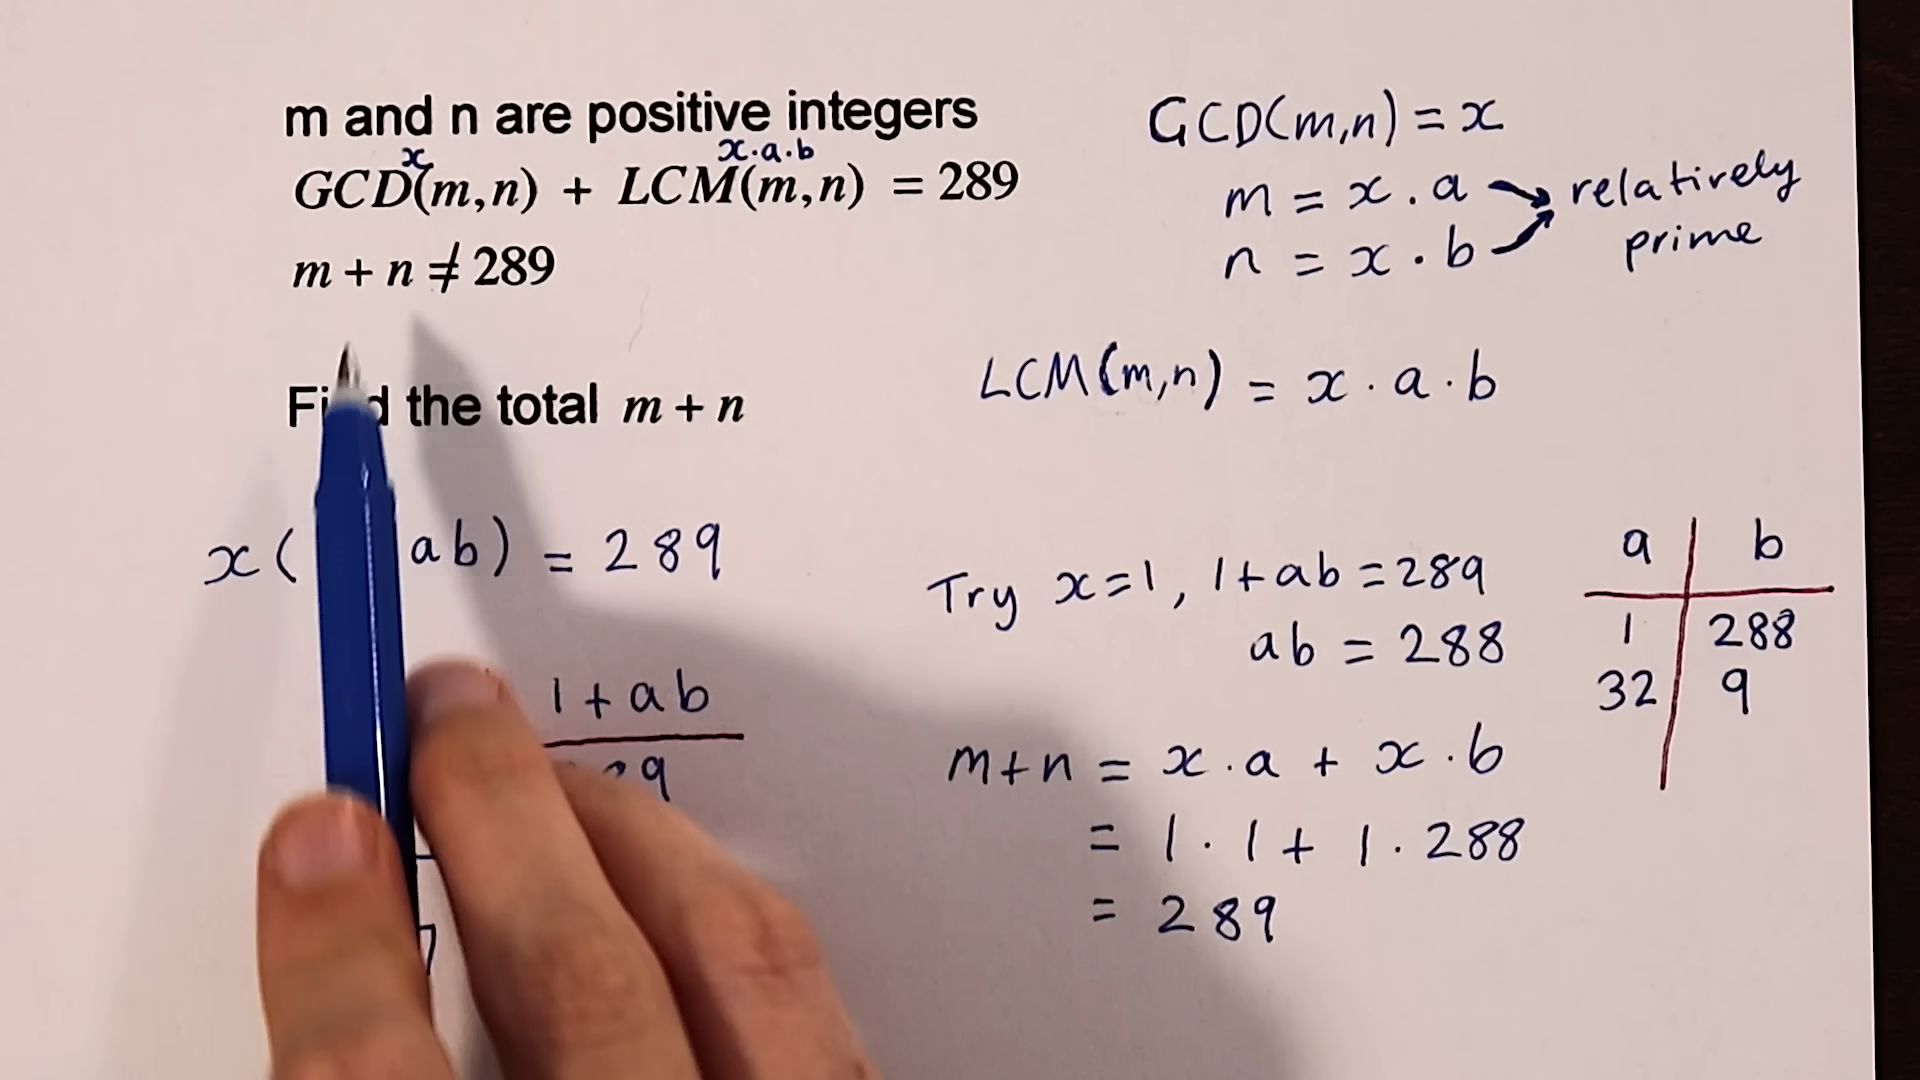 m and n are positive integers
x x·a·b
GCD(m,n) + LCM(m,n) = 289
m + n ≠ 289
the total m + n
x( ab) = 289
1 + ab
9
GCD(m,n) = x
m = x . a
n = x · b
relatively
prime
LCM(m,n) = x · a · b
Try x=1, 1+ab=289
ab = 288
a b
1 288
32 9
m+n = x·a + x·b
= 1·1 + 1·288
= 289